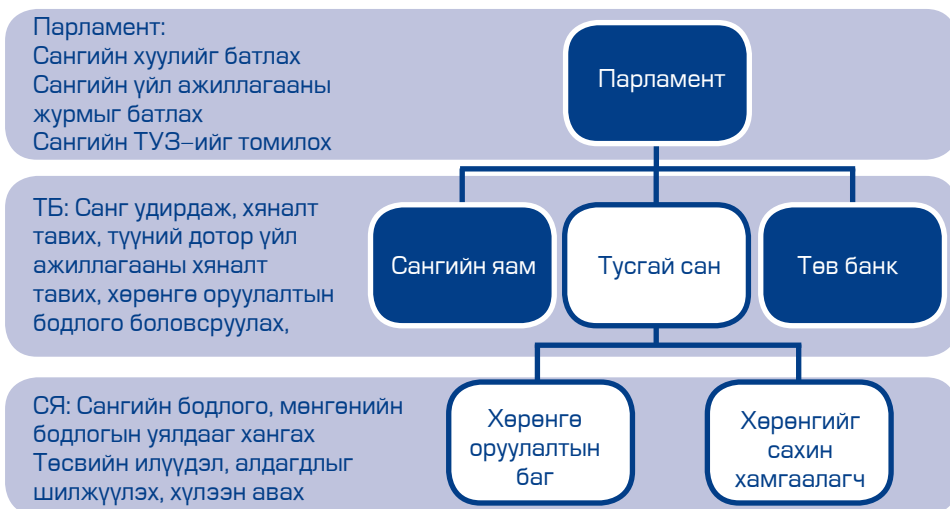 Парламент:
Сангийн хуулийг батлах
Сангийн үйл ажиллагааны
журмыг батлах
Сангийн ТУЗ–ийг томилох
Парламент
ТБ: Санг удирдаж, хяналт
тавих, түүний дотор үйл
ажиллагааны хяналт
тавих, хөрөнгө оруулалтын
бодлого боловсруулах,
Сангийн яам
Тусгай сан
Төв банк
СЯ: Сангийн бодлого, мөнгөнийн
бодлогын уялдааг хангах
Төсвийн илүүдэл, алдагдлыг
шилжүүлэх, хүлээн авах
Хөрөнгө
оруулалтын
баг
Хөрөнгийг
сахин
хамгаалагч